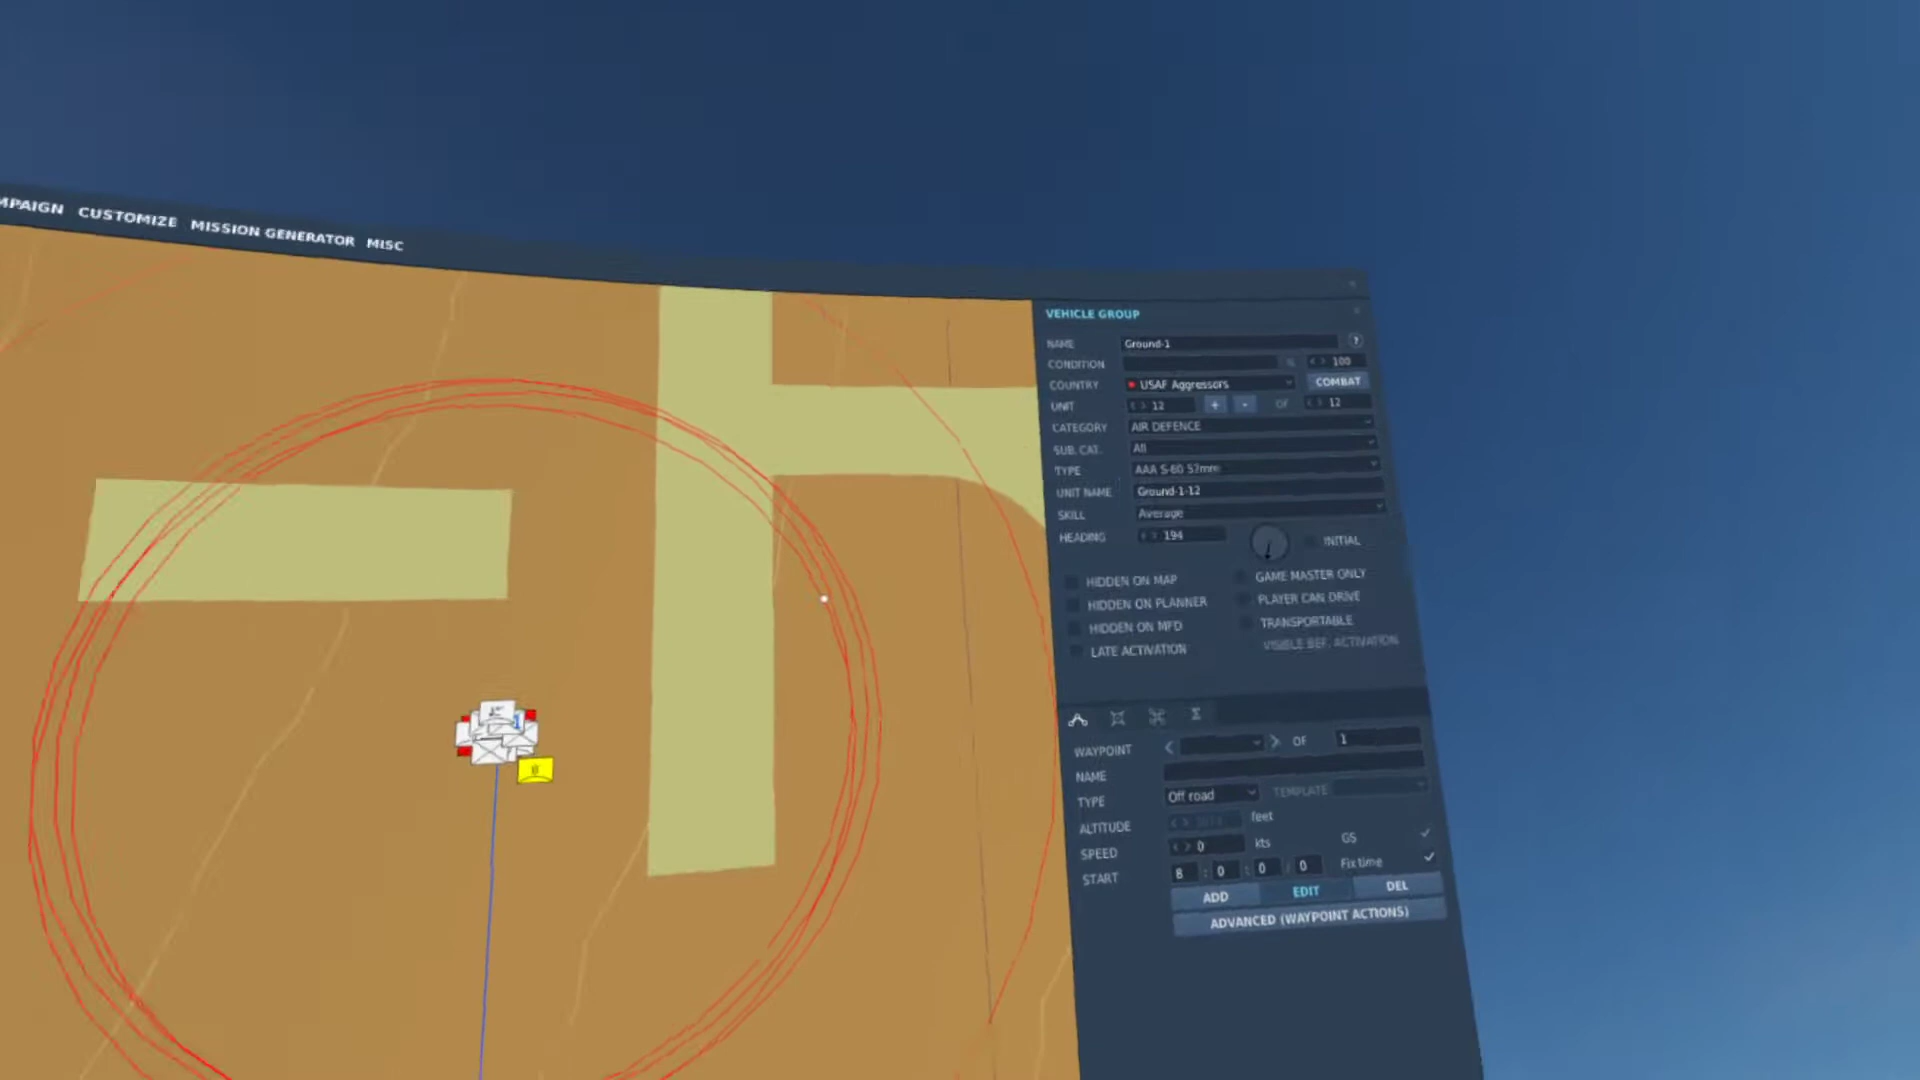 MPAIGN CUSTOMIZE MISSION GENERATOR MISC
VEHICLE GROUP
NAME Ground-1 ?
CONDITION 100
COUNTRY USAF Aggressors COMBAT
UNIT < > 12 + - OF < > 12
CATEGORY AIR DEFENCE
SUB. CAT. All
TYPE AAA S-60 57mm
UNIT NAME Ground-1-12
SKILL Average
HEADING < > 194 INITIAL
HIDDEN ON MAP GAME MASTER ONLY
HIDDEN ON PLANNER PLAYER CAN DRIVE
HIDDEN ON MFD TRANSPORTABLE
LATE ACTIVATION VISIBLE BEF. ACTIVATION
WAYPOINT < > OF 1
NAME
TYPE Off road TEMPLATE
ALTITUDE < > feet
SPEED < > 0 kts GS
START 8 : 0 : 0 / 0 Fix time
ADD EDIT DEL
ADVANCED (WAYPOINT ACTIONS)